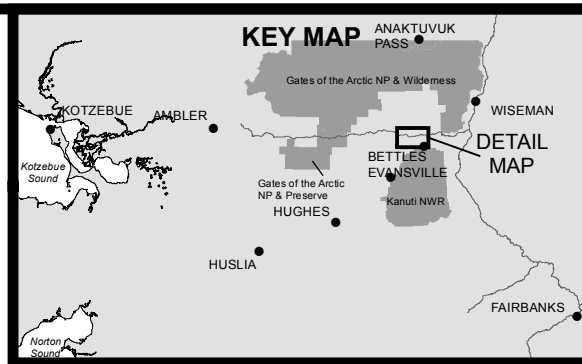 KEY MAP
ANAKTUVUK
PASS
Gates of the Arctic NP & Wilderness
KOTZEBUE
AMBLER
WISEMAN
Kotzebue
Sound
DETAIL
MAP
BETTLES
EVANSVILLE
Gates of the Arctic
NP & Preserve
Kanuti NWR
HUGHES
HUSLIA
FAIRBANKS
Norton
Sound